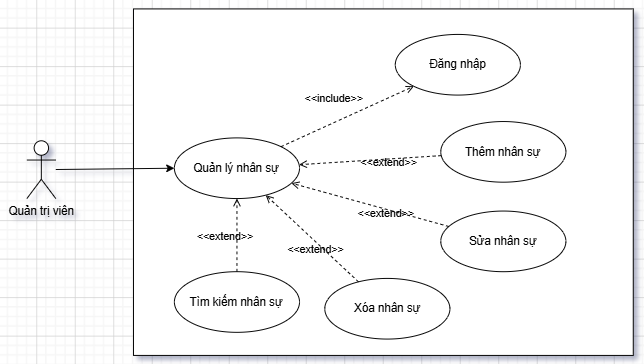 Đăng nhập
<<include>>
Thêm nhân sự
<<extend>>
Quản lý nhân sự
Quản trị viên
<<extend>>
Sửa nhân sự
<<extend>>
<<extend>>
Tìm kiếm nhân sự
Xóa nhân sự